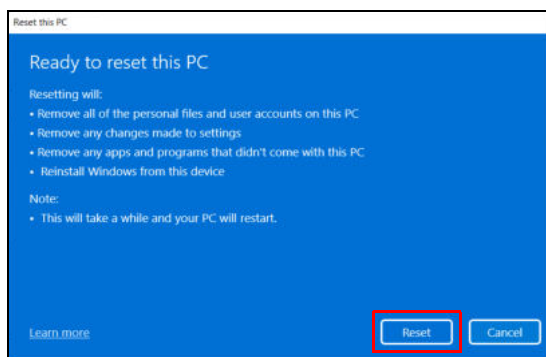 Reset this PC
Ready to reset this PC
Resetting will:
• Remove all of the personal files and user accounts on this PC
• Remove any changes made to settings
• Remove any apps and programs that didn't come with this PC
• Reinstall Windows from this device
Note:
• This will take a while and your PC will restart.
Learn more
Reset
Cancel